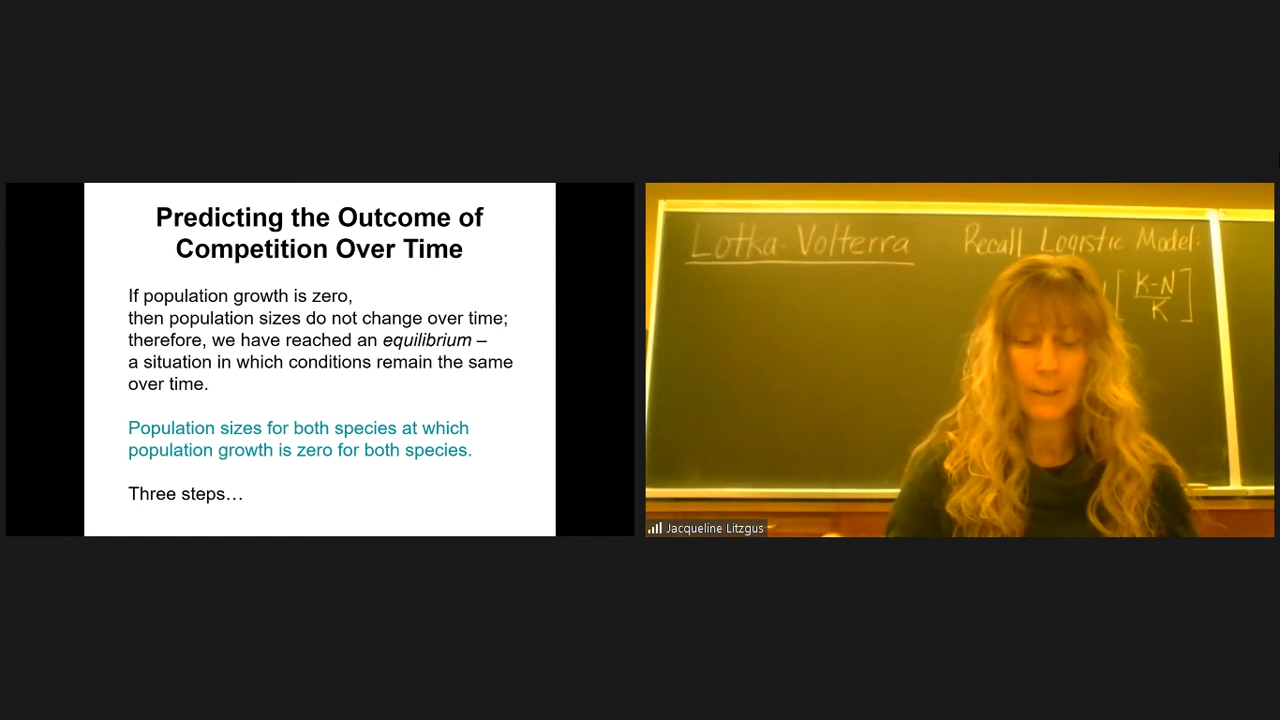 Predicting the Outcome of
Competition Over Time
If population growth is zero,
then population sizes do not change over time;
therefore, we have reached an equilibrium –
a situation in which conditions remain the same
over time.
Population sizes for both species at which
population growth is zero for both species.
Three steps…
Lotka-Volterra
Recall Logistic Model.
[K-N
K]
Jacqueline Litzgus